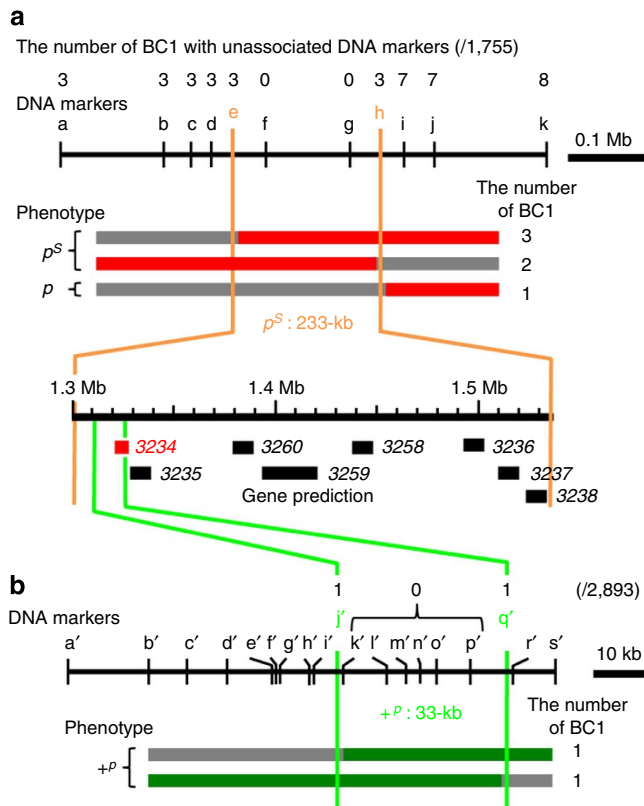 a
The number of BC1 with unassociated DNA markers (/1,755)
3 3 3 3 3 0 0 3 7 7 8
DNA markers
a b c d e f g h i j k
0.1 Mb
Phenotype
The number
of BC1
pS
3
2
p
1
pS : 233-kb
1.3 Mb 1.4 Mb 1.5 Mb
3234 3260 3258 3236
3235 3259 3237
Gene prediction
3238
b
1 0 1 (/2,893)
DNA markers
j′ q′
a′ b′ c′ d′ e′ f′ g′ h′ i′ k′ l′ m′ n′ o′ p′ r′ s′
10 kb
+p : 33-kb
Phenotype
The number
of BC1
+p
1
1